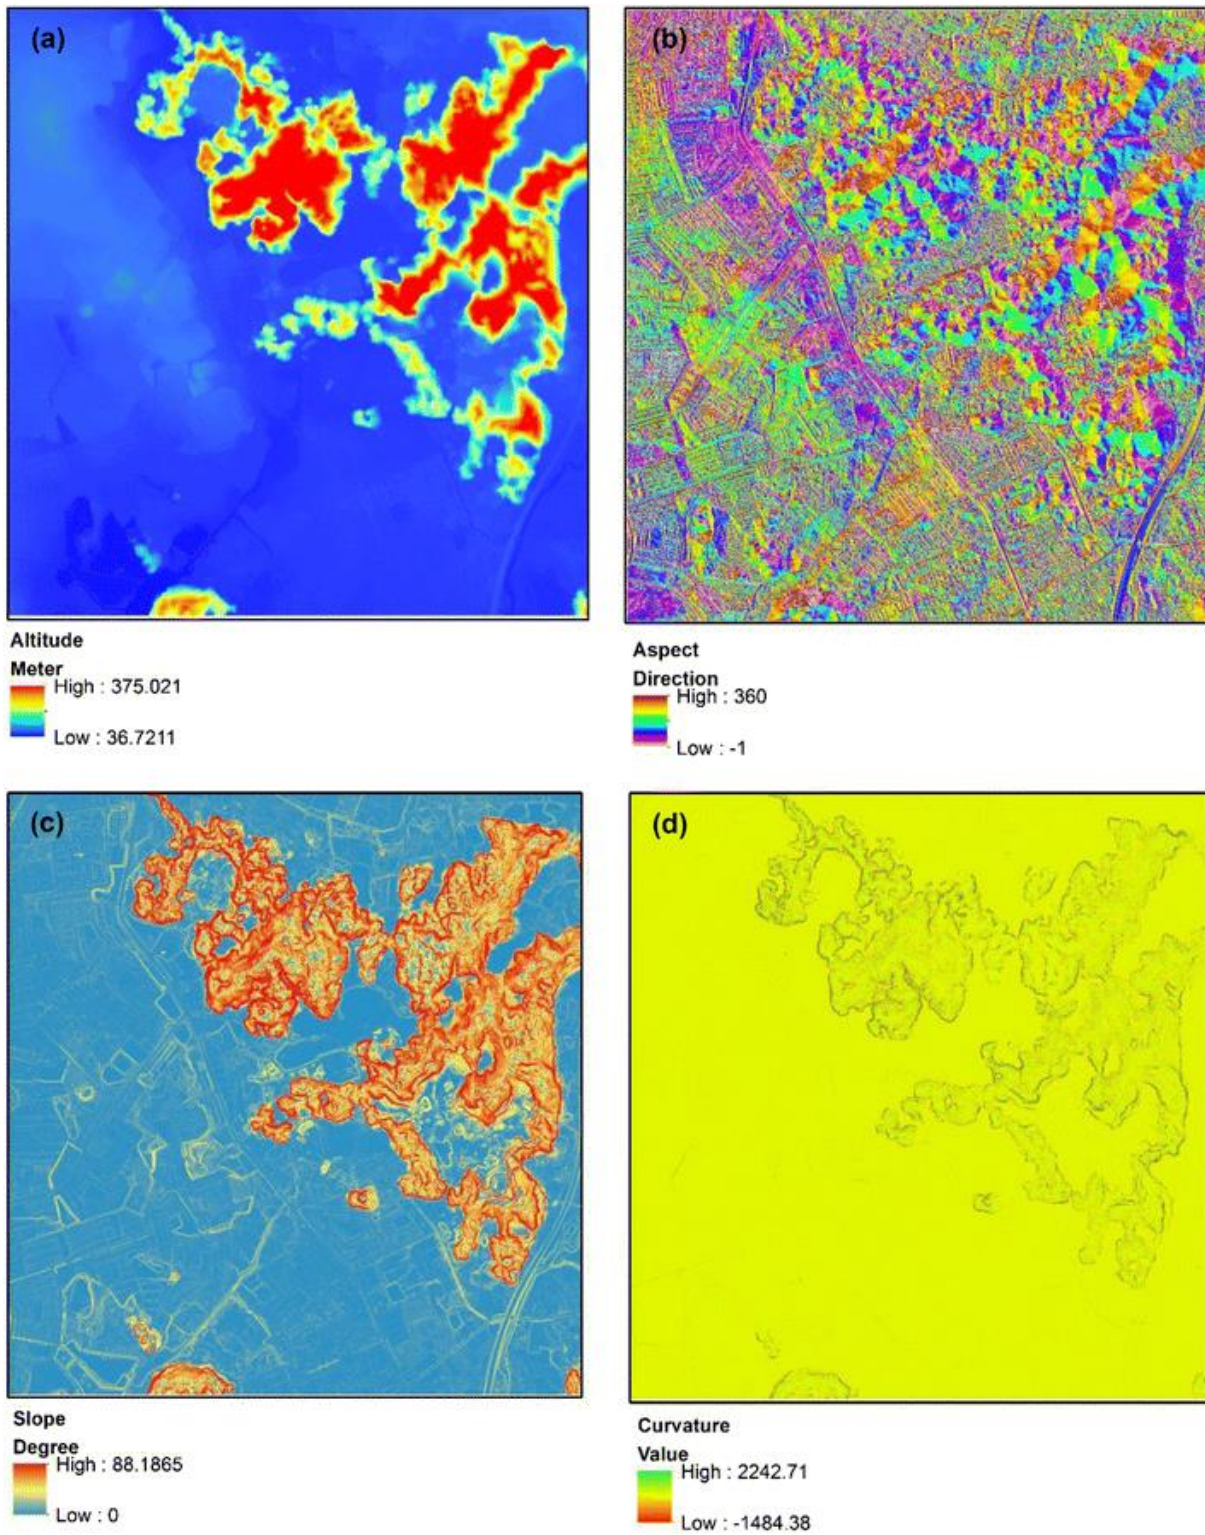 (a)
(b)
Altitude
Meter
High : 375.021
Low : 36.7211
Aspect
Direction
High : 360
Low : -1
(c)
(d)
Slope
Degree
High : 88.1865
Low : 0
Curvature
Value
High : 2242.71
Low : -1484.38